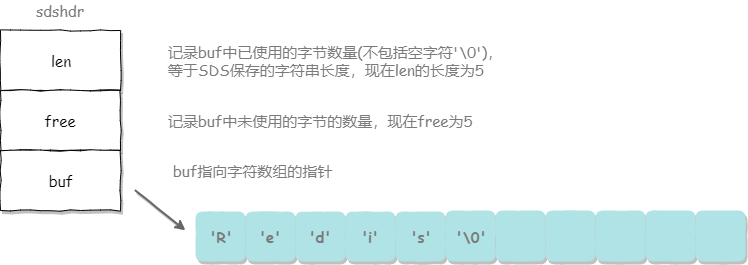 sdshdr
len
记录buf中已使用的字节数量(不包括空字符'\0')，
等于SDS保存的字符串长度，现在len的长度为5
free
记录buf中未使用的字节的数量，现在free为5
buf
buf指向字符数组的指针
'R' 'e' 'd' 'i' 's' '\0'